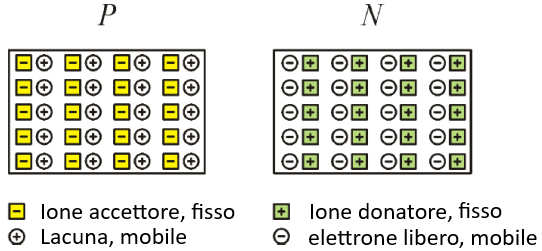 P
N
Ione accettore, fisso
Lacuna, mobile
Ione donatore, fisso
elettrone libero, mobile